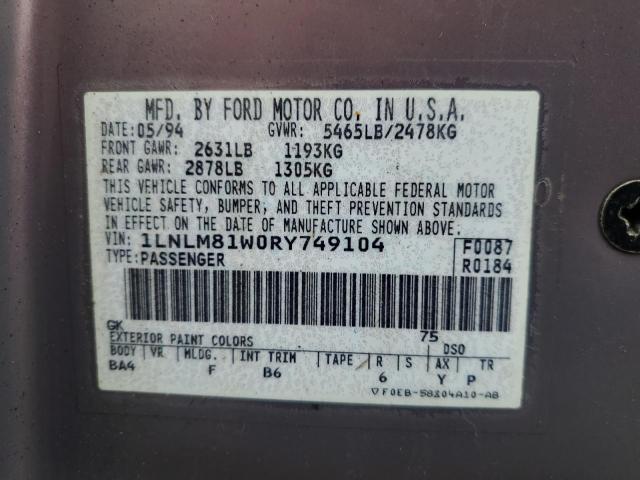 MFD. BY FORD MOTOR CO. IN U.S.A.
DATE: 05/94 GVWR: 5465LB/2478KG
FRONT GAWR: 2631LB 1193KG
REAR GAWR: 2878LB 1305KG
THIS VEHICLE CONFORMS TO ALL APPLICABLE FEDERAL MOTOR
VEHICLE SAFETY, BUMPER, AND THEFT PREVENTION STANDARDS
IN EFFECT ON THE DATE OF MANUFACTURE SHOWN ABOVE.
VIN: 1LNLM81W0RY749104 F0087
TYPE: PASSENGER R0184
GK 75
EXTERIOR PAINT COLORS DSO
BODY VR MLDG. INT TRIM TAPE R S AX TR
BA4 F B6 6 Y P
▽F0EB-58304A10-AB